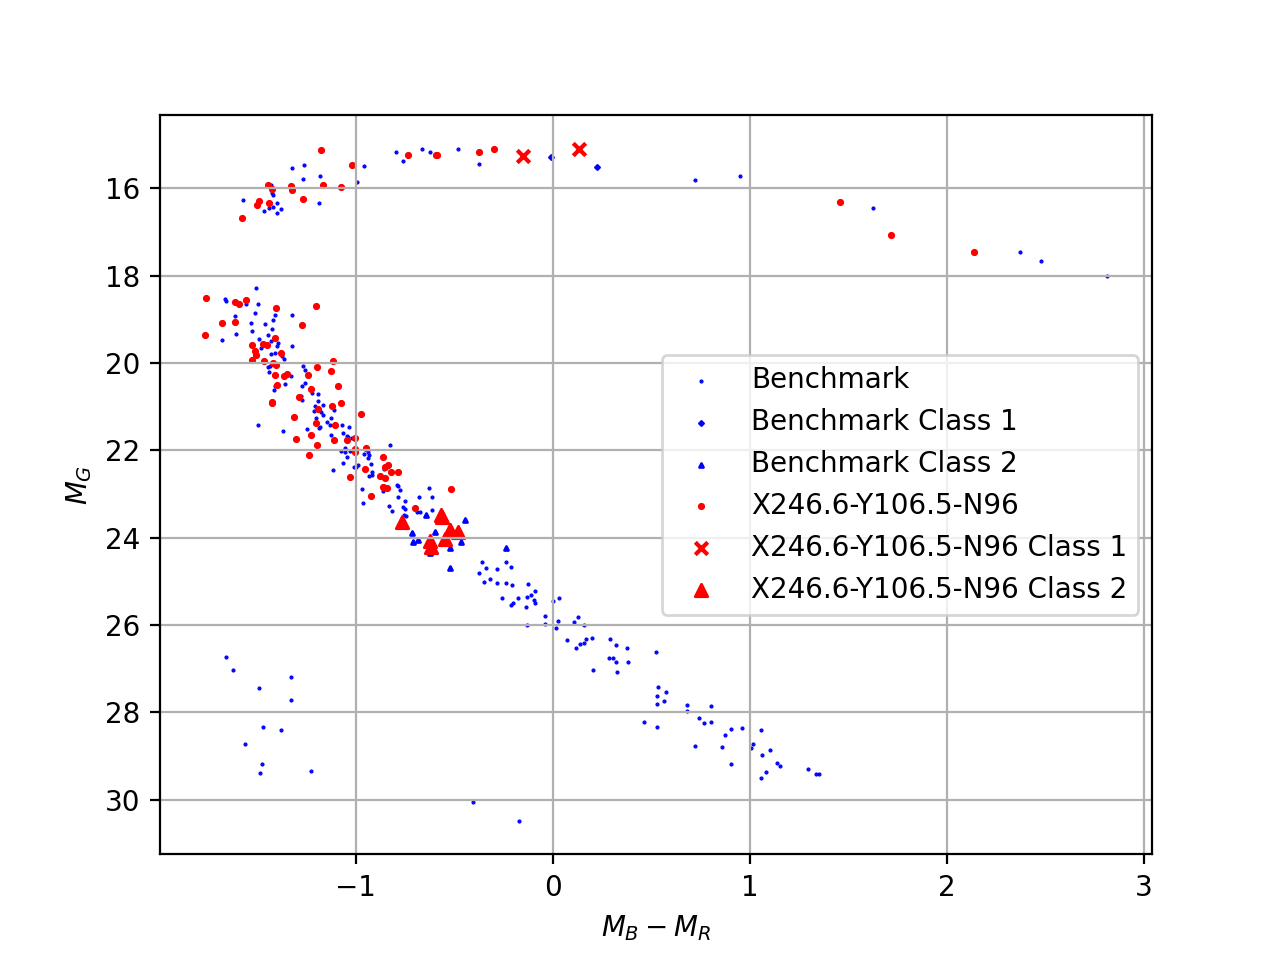 16
18
20
22
24
26
28
30
M_G
Benchmark
Benchmark Class 1
Benchmark Class 2
X246.6-Y106.5-N96
X246.6-Y106.5-N96 Class 1
X246.6-Y106.5-N96 Class 2
−1 0 1 2 3
M_B − M_R